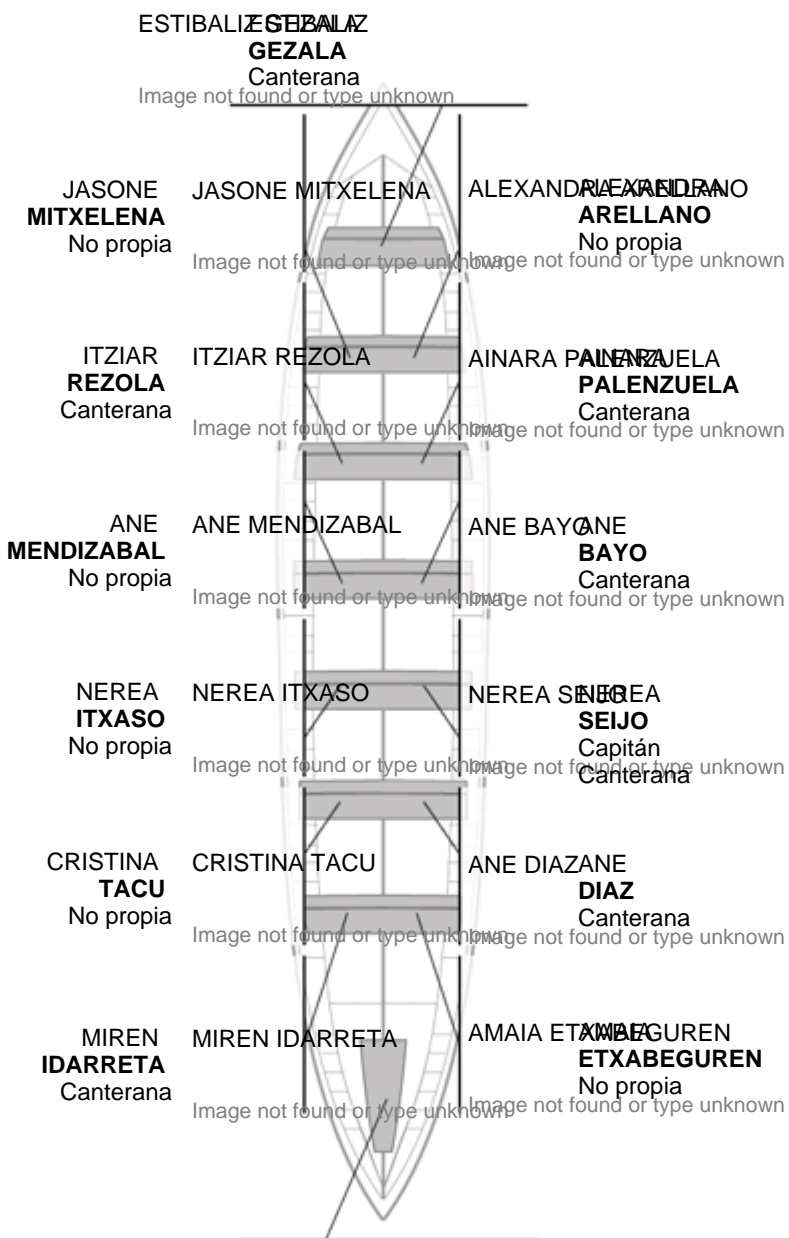 ESTIBALIZ GEZALA
ESTIBALIZ
GEZALA
Canterana
Image not found or type unknown
JASONE
MITXELENA
No propia
JASONE MITXELENA
Image not found or type unknown
ALEXANDRA ARELLANO
Image not found or type unknown
ALEXANDRA
ARELLANO
No propia
ITZIAR
REZOLA
Canterana
ITZIAR REZOLA
Image not found or type unknown
AINARA PALENZUELA
Image not found or type unknown
AINARA
PALENZUELA
Canterana
ANE
MENDIZABAL
No propia
ANE MENDIZABAL
Image not found or type unknown
ANE BAYO
Image not found or type unknown
ANE
BAYO
Canterana
NEREA
ITXASO
No propia
NEREA ITXASO
Image not found or type unknown
NEREA SEIJO
Image not found or type unknown
NEREA
SEIJO
Capitán
Canterana
CRISTINA
TACU
No propia
CRISTINA TACU
Image not found or type unknown
ANE DIAZ
Image not found or type unknown
ANE
DIAZ
Canterana
MIREN
IDARRETA
Canterana
MIREN IDARRETA
Image not found or type unknown
AMAIA ETXABEGUREN
Image not found or type unknown
AMAIA
ETXABEGUREN
No propia